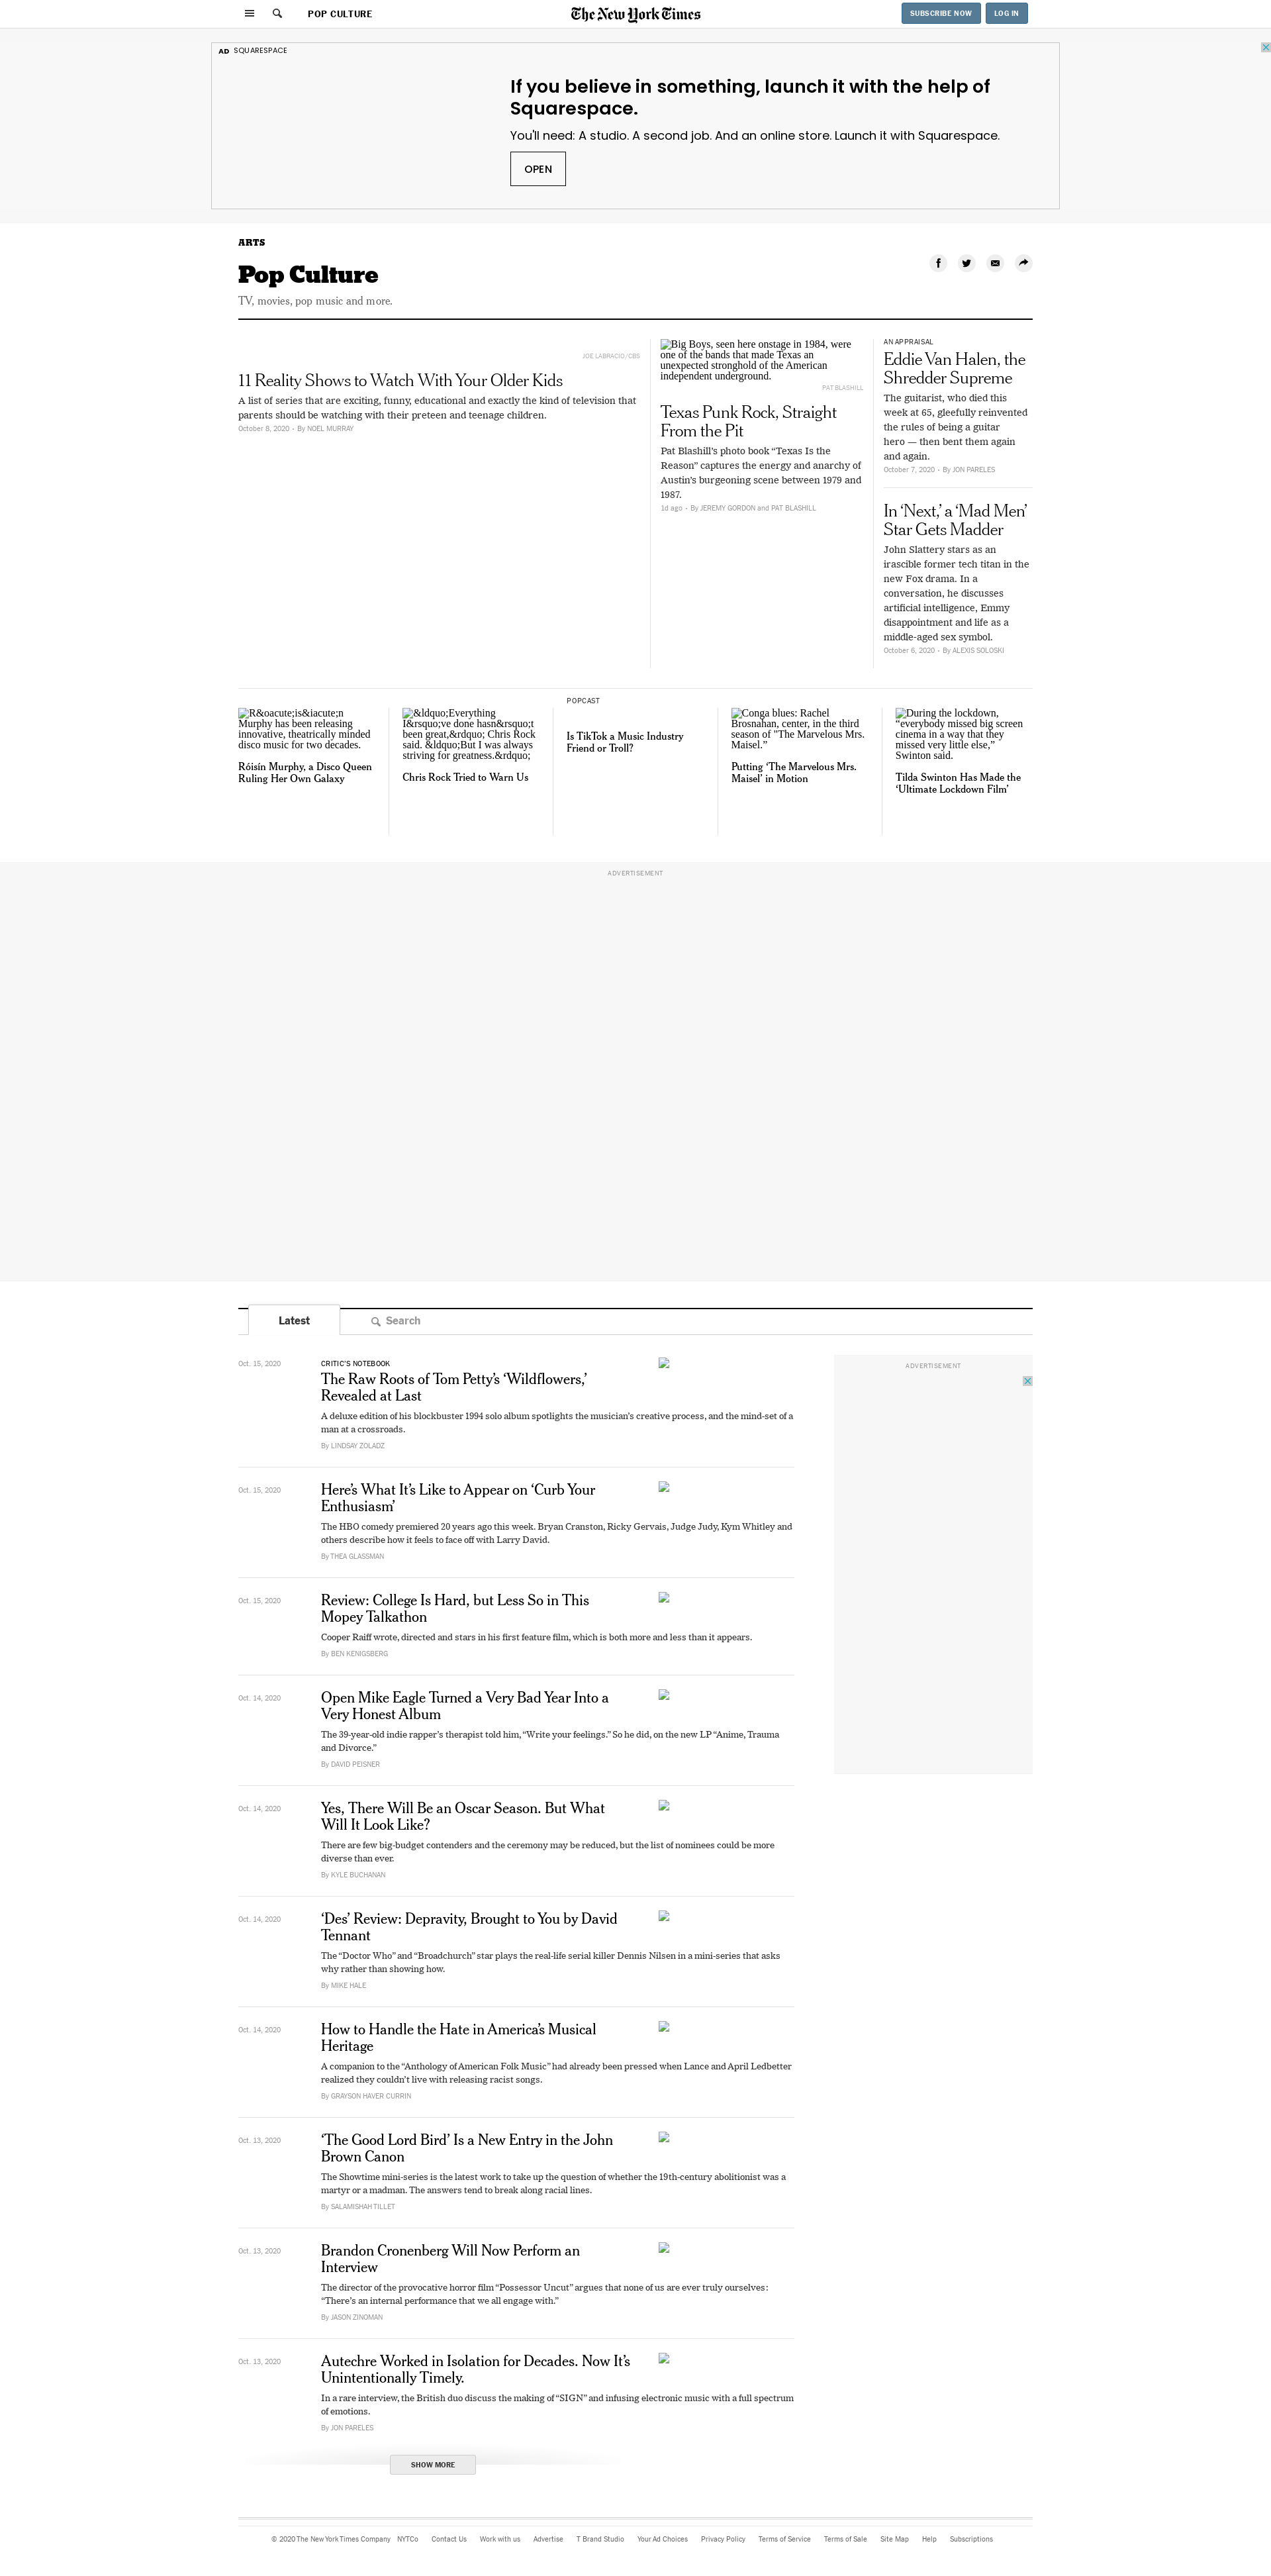 POP CULTURE
The New York Times
SUBSCRIBE NOW
LOG IN
AD SQUARESPACE
If you believe in something, launch it with the help of
Squarespace.
You'll need: A studio. A second job. And an online store. Launch it with Squarespace.
OPEN
ARTS
Pop Culture
TV, movies, pop music and more.
JOE LABRACIO/CBS
11 Reality Shows to Watch With Your Older Kids
A list of series that are exciting, funny, educational and exactly the kind of television that
parents should be watching with their preteen and teenage children.
October 8, 2020 • By NOEL MURRAY
Big Boys, seen here onstage in 1984, were
one of the bands that made Texas an
unexpected stronghold of the American
independent underground.
PAT BLASHILL
Texas Punk Rock, Straight
From the Pit
Pat Blashill’s photo book “Texas Is the
Reason” captures the energy and anarchy of
Austin’s burgeoning scene between 1979 and
1987.
1d ago • By JEREMY GORDON and PAT BLASHILL
AN APPRAISAL
Eddie Van Halen, the
Shredder Supreme
The guitarist, who died this
week at 65, gleefully reinvented
the rules of being a guitar
hero — then bent them again
and again.
October 7, 2020 • By JON PARELES
In ‘Next,’ a ‘Mad Men’
Star Gets Madder
John Slattery stars as an
irascible former tech titan in the
new Fox drama. In a
conversation, he discusses
artificial intelligence, Emmy
disappointment and life as a
middle-aged sex symbol.
October 6, 2020 • By ALEXIS SOLOSKI
R&oacute;is&iacute;n
Murphy has been releasing
innovative, theatrically minded
disco music for two decades.
Róisín Murphy, a Disco Queen
Ruling Her Own Galaxy
&ldquo;Everything
I&rsquo;ve done hasn&rsquo;t
been great,&rdquo; Chris Rock
said. &ldquo;But I was always
striving for greatness.&rdquo;
Chris Rock Tried to Warn Us
POPCAST
Is TikTok a Music Industry
Friend or Troll?
Conga blues: Rachel
Brosnahan, center, in the third
season of "The Marvelous Mrs.
Maisel.”
Putting ‘The Marvelous Mrs.
Maisel’ in Motion
During the lockdown,
“everybody missed big screen
cinema in a way that they
missed very little else,”
Swinton said.
Tilda Swinton Has Made the
‘Ultimate Lockdown Film’
ADVERTISEMENT
Latest
Search
ADVERTISEMENT
Oct. 15, 2020
CRITIC’S NOTEBOOK
The Raw Roots of Tom Petty’s ‘Wildflowers,’
Revealed at Last
A deluxe edition of his blockbuster 1994 solo album spotlights the musician’s creative process, and the mind-set of a
man at a crossroads.
By LINDSAY ZOLADZ
Oct. 15, 2020
Here’s What It’s Like to Appear on ‘Curb Your
Enthusiasm’
The HBO comedy premiered 20 years ago this week. Bryan Cranston, Ricky Gervais, Judge Judy, Kym Whitley and
others describe how it feels to face off with Larry David.
By THEA GLASSMAN
Oct. 15, 2020
Review: College Is Hard, but Less So in This
Mopey Talkathon
Cooper Raiff wrote, directed and stars in his first feature film, which is both more and less than it appears.
By BEN KENIGSBERG
Oct. 14, 2020
Open Mike Eagle Turned a Very Bad Year Into a
Very Honest Album
The 39-year-old indie rapper’s therapist told him, “Write your feelings.” So he did, on the new LP “Anime, Trauma
and Divorce.”
By DAVID PEISNER
Oct. 14, 2020
Yes, There Will Be an Oscar Season. But What
Will It Look Like?
There are few big-budget contenders and the ceremony may be reduced, but the list of nominees could be more
diverse than ever.
By KYLE BUCHANAN
Oct. 14, 2020
‘Des’ Review: Depravity, Brought to You by David
Tennant
The “Doctor Who” and “Broadchurch” star plays the real-life serial killer Dennis Nilsen in a mini-series that asks
why rather than showing how.
By MIKE HALE
Oct. 14, 2020
How to Handle the Hate in America’s Musical
Heritage
A companion to the “Anthology of American Folk Music” had already been pressed when Lance and April Ledbetter
realized they couldn’t live with releasing racist songs.
By GRAYSON HAVER CURRIN
Oct. 13, 2020
‘The Good Lord Bird’ Is a New Entry in the John
Brown Canon
The Showtime mini-series is the latest work to take up the question of whether the 19th-century abolitionist was a
martyr or a madman. The answers tend to break along racial lines.
By SALAMISHAH TILLET
Oct. 13, 2020
Brandon Cronenberg Will Now Perform an
Interview
The director of the provocative horror film “Possessor Uncut” argues that none of us are ever truly ourselves:
“There’s an internal performance that we all engage with.”
By JASON ZINOMAN
Oct. 13, 2020
Autechre Worked in Isolation for Decades. Now It’s
Unintentionally Timely.
In a rare interview, the British duo discuss the making of “SIGN” and infusing electronic music with a full spectrum
of emotions.
By JON PARELES
SHOW MORE
© 2020 The New York Times Company NYTCo Contact Us Work with us Advertise T Brand Studio Your Ad Choices Privacy Policy Terms of Service Terms of Sale Site Map Help Subscriptions